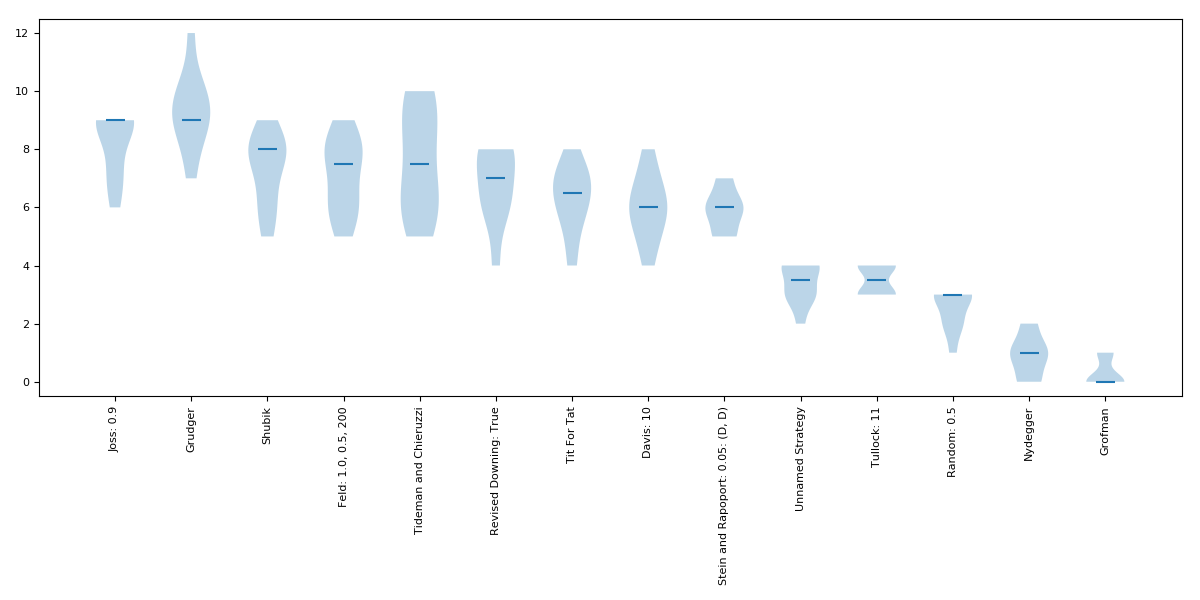 12
10
8
6
4
2
0
Joss: 0.9
Grudger
Shubik
Feld: 1.0, 0.5, 200
Tideman and Chieruzzi
Revised Downing: True
Tit For Tat
Davis: 10
Stein and Rapoport: 0.05: (D, D)
Unnamed Strategy
Tullock: 11
Random: 0.5
Nydegger
Grofman